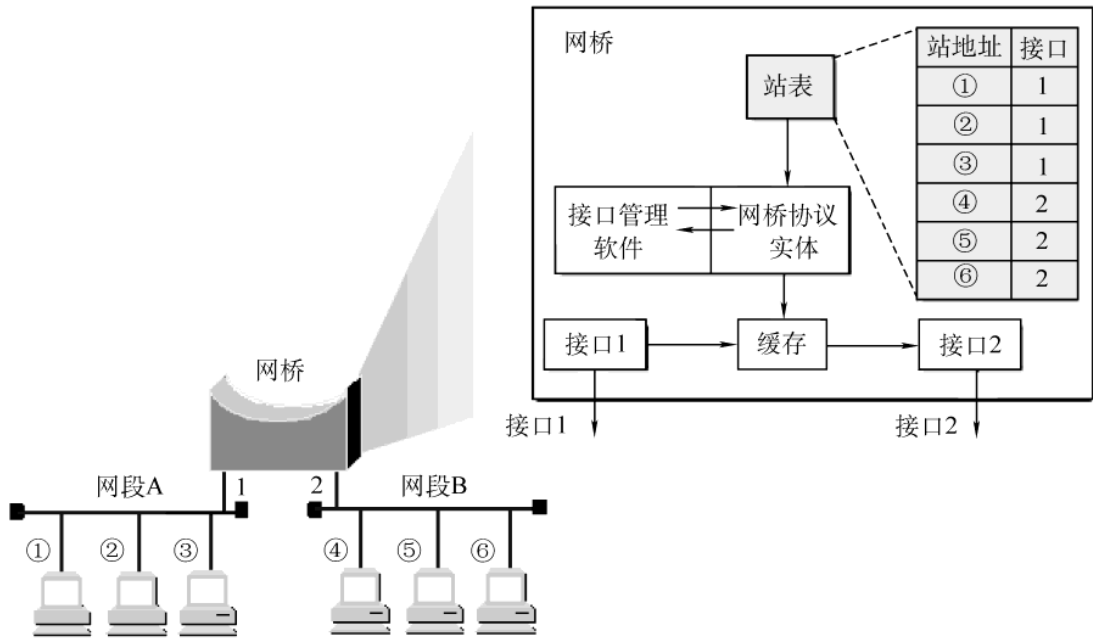 网桥
站表
站地址 接口
① 1
② 1
③ 1
④ 2
⑤ 2
⑥ 2
接口管理
软件
网桥协议
实体
接口1
缓存
接口2
接口1
接口2
网桥
网段A
1
2
网段B
①
②
③
④
⑤
⑥